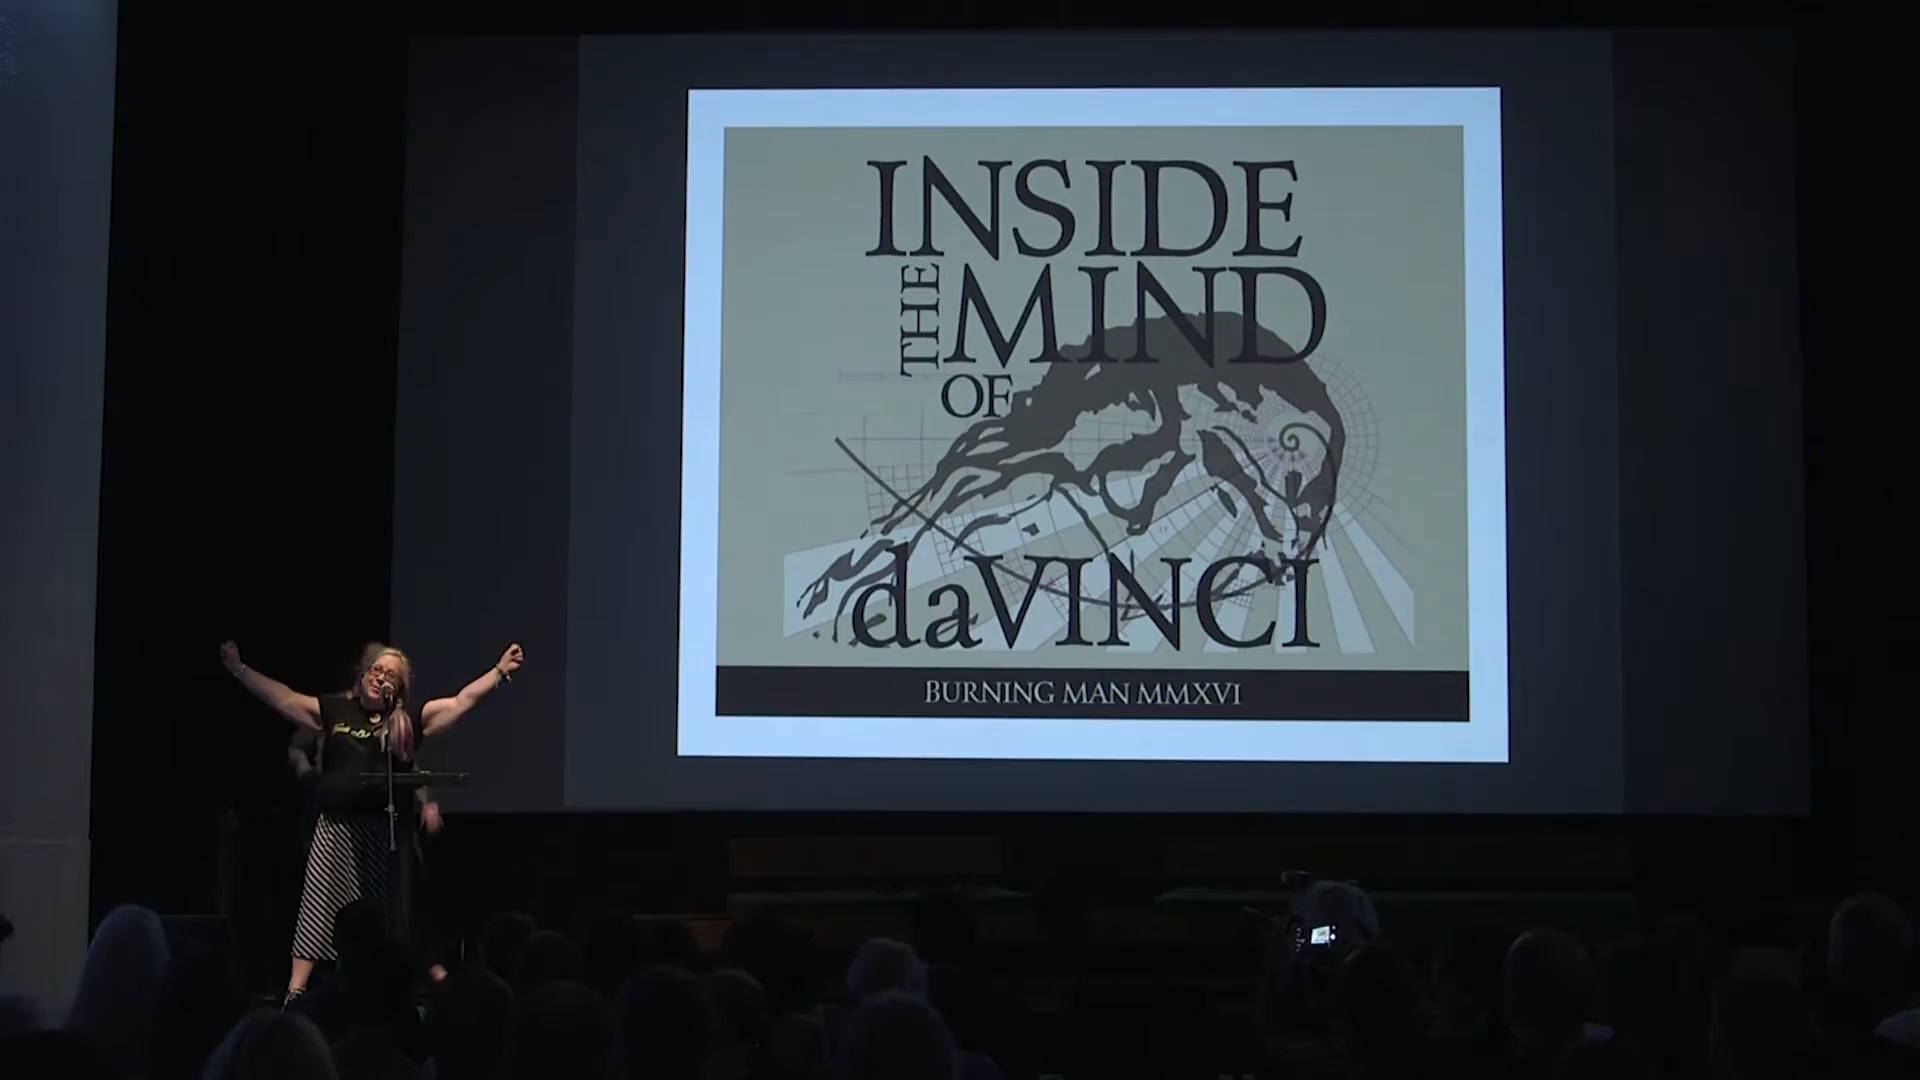 INSIDE
THE MIND
OF
daVINCI
BURNING MAN MMXVI